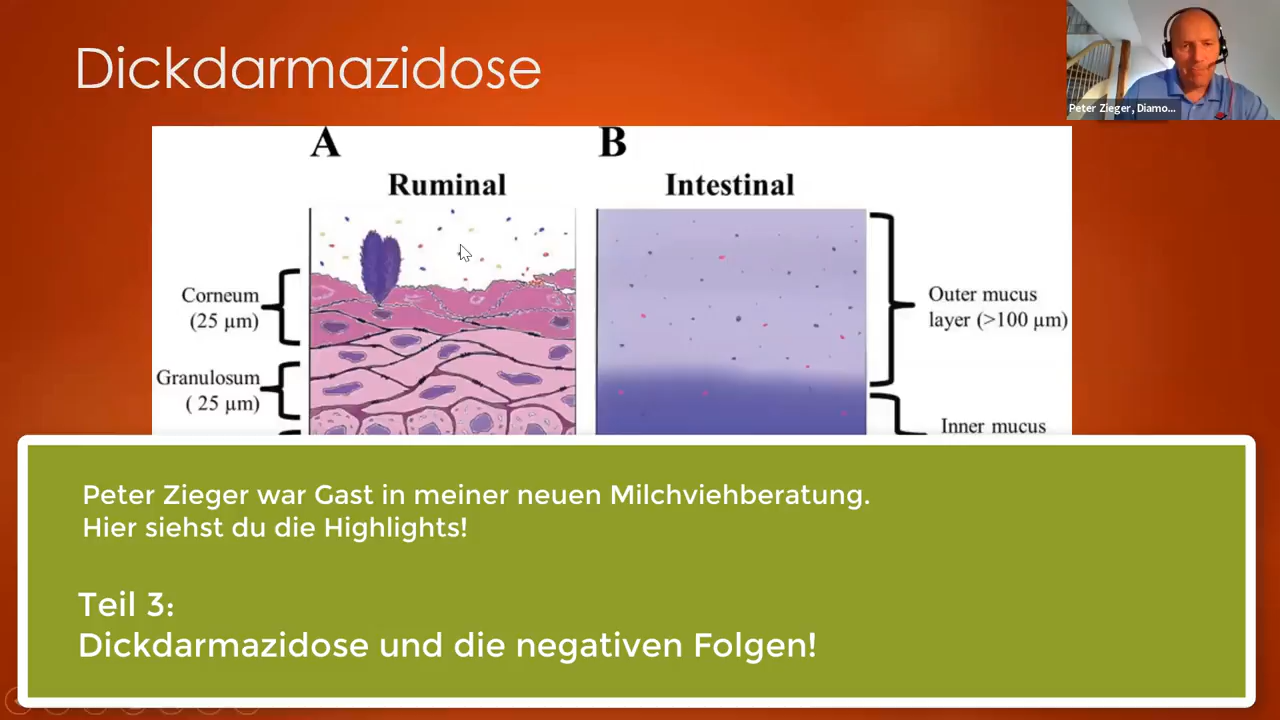 Dickdarmazidose
Peter Zieger, Diamo...
A
B
Ruminal
Intestinal
Corneum
(25 µm)
Granulosum
( 25 µm)
Outer mucus
layer (>100 µm)
Inner mucus
Peter Zieger war Gast in meiner neuen Milchviehberatung.
Hier siehst du die Highlights!
Teil 3:
Dickdarmazidose und die negativen Folgen!